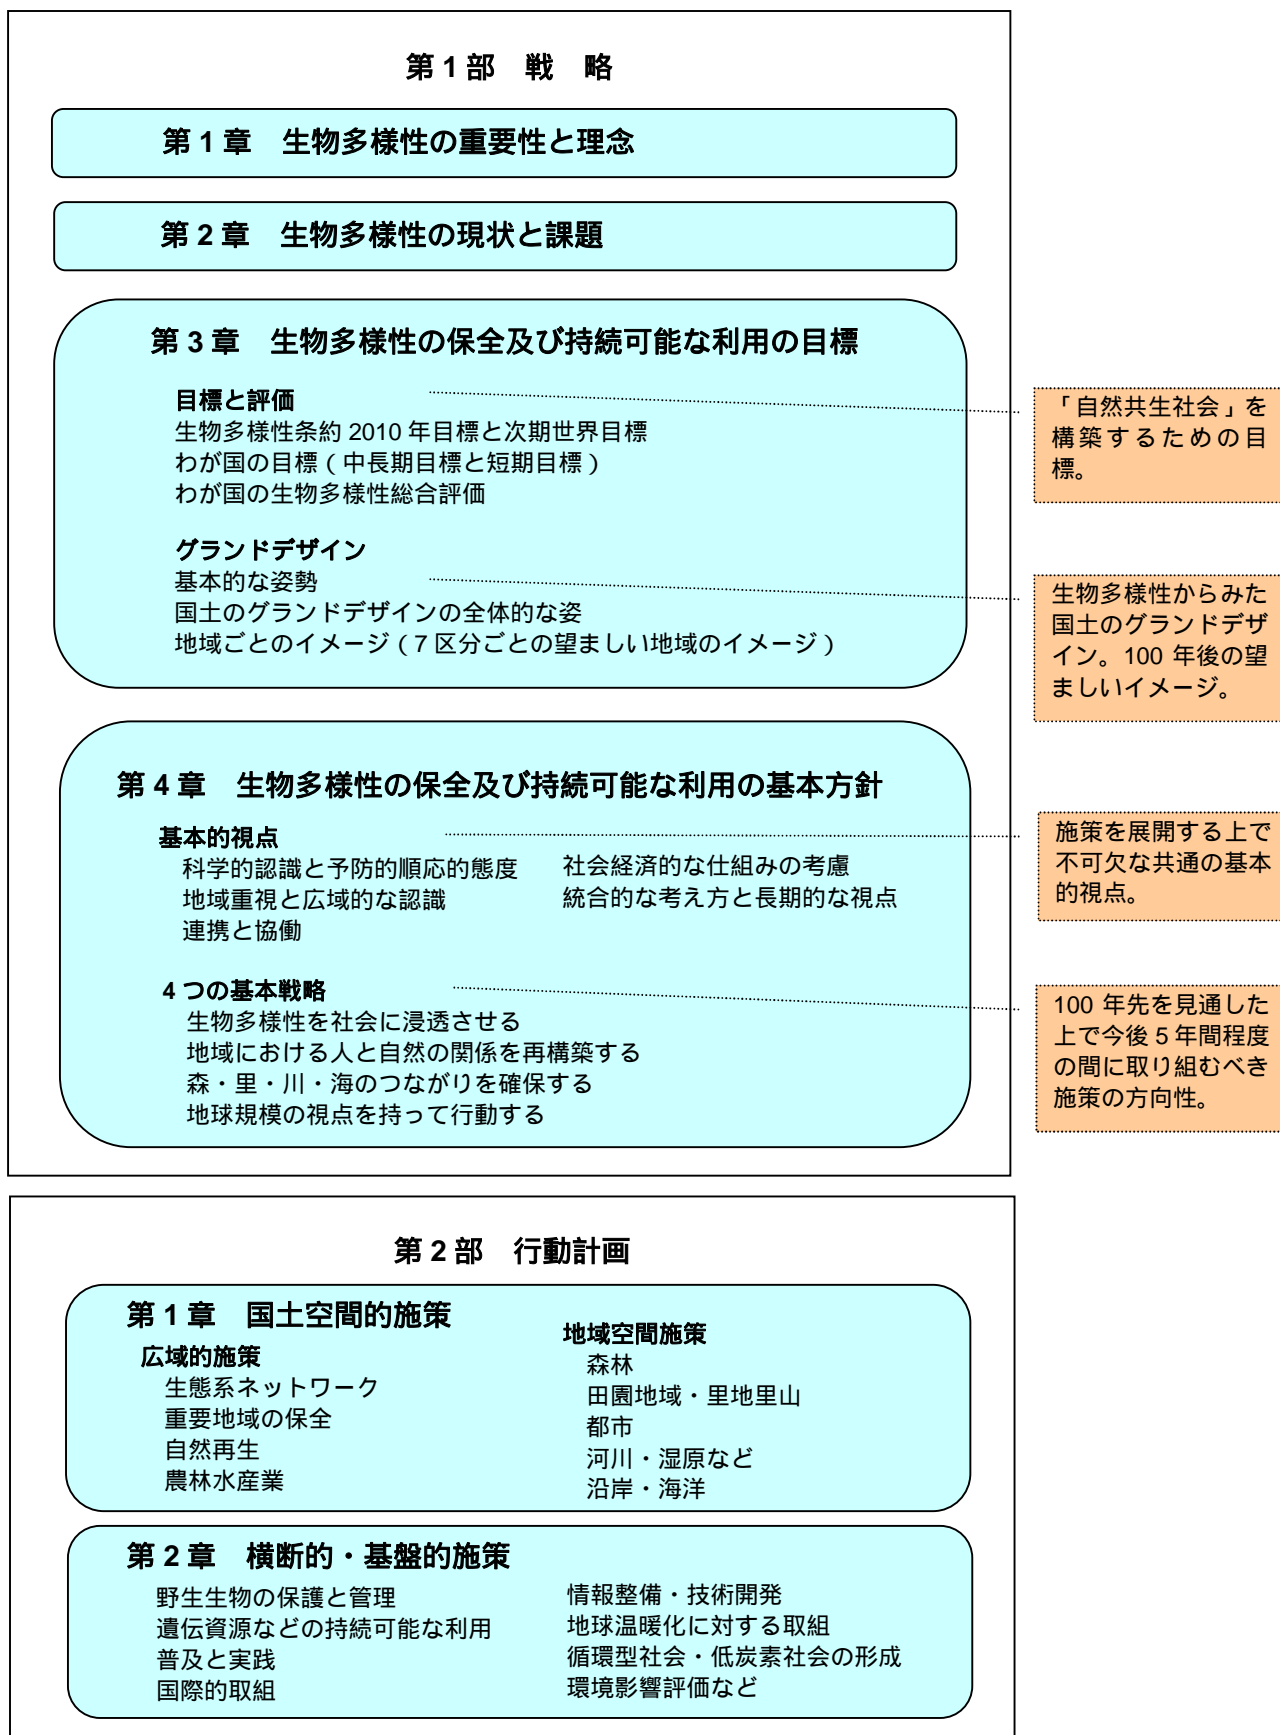 第1部　戦　略
第1章　生物多様性の重要性と理念
第2章　生物多様性の現状と課題
第3章　生物多様性の保全及び持続可能な利用の目標
目標と評価
生物多様性条約 2010 年目標と次期世界目標
わが国の目標（中長期目標と短期目標）
わが国の生物多様性総合評価
グランドデザイン
基本的な姿勢
国土のグランドデザインの全体的な姿
地域ごとのイメージ（7区分ごとの望ましい地域のイメージ）
「自然共生社会」を
構築するための目
標。
生物多様性からみた
国土のグランドデザ
イン。100 年後の望
ましいイメージ。
第4章　生物多様性の保全及び持続可能な利用の基本方針
基本的視点
科学的認識と予防的順応的態度
地域重視と広域的な認識
連携と協働
社会経済的な仕組みの考慮
統合的な考え方と長期的な視点
4つの基本戦略
生物多様性を社会に浸透させる
地域における人と自然の関係を再構築する
森・里・川・海のつながりを確保する
地球規模の視点を持って行動する
施策を展開する上で
不可欠な共通の基本
的視点。
100 年先を見通した
上で今後5年間程度
の間に取り組むべき
施策の方向性。
第2部　行動計画
第1章　国土空間的施策
広域的施策
生態系ネットワーク
重要地域の保全
自然再生
農林水産業
地域空間施策
森林
田園地域・里地里山
都市
河川・湿原など
沿岸・海洋
第2章　横断的・基盤的施策
野生生物の保護と管理
遺伝資源などの持続可能な利用
普及と実践
国際的取組
情報整備・技術開発
地球温暖化に対する取組
循環型社会・低炭素社会の形成
環境影響評価など